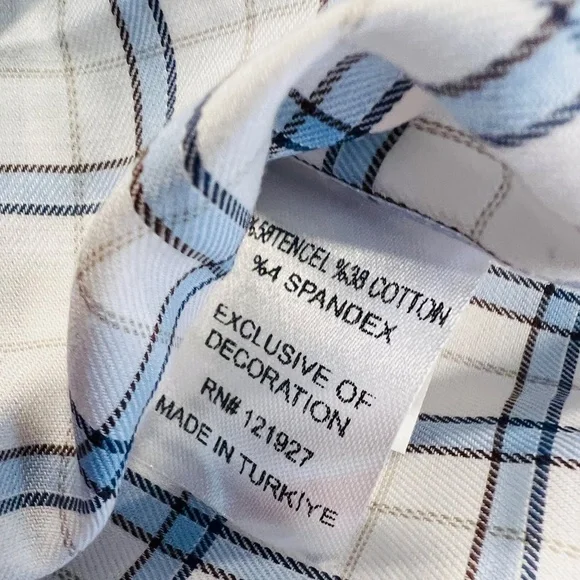 %58TENCEL %38 COTTON
%4 SPANDEX
EXCLUSIVE OF
DECORATION
RN# 121927
MADE IN TURKIYE